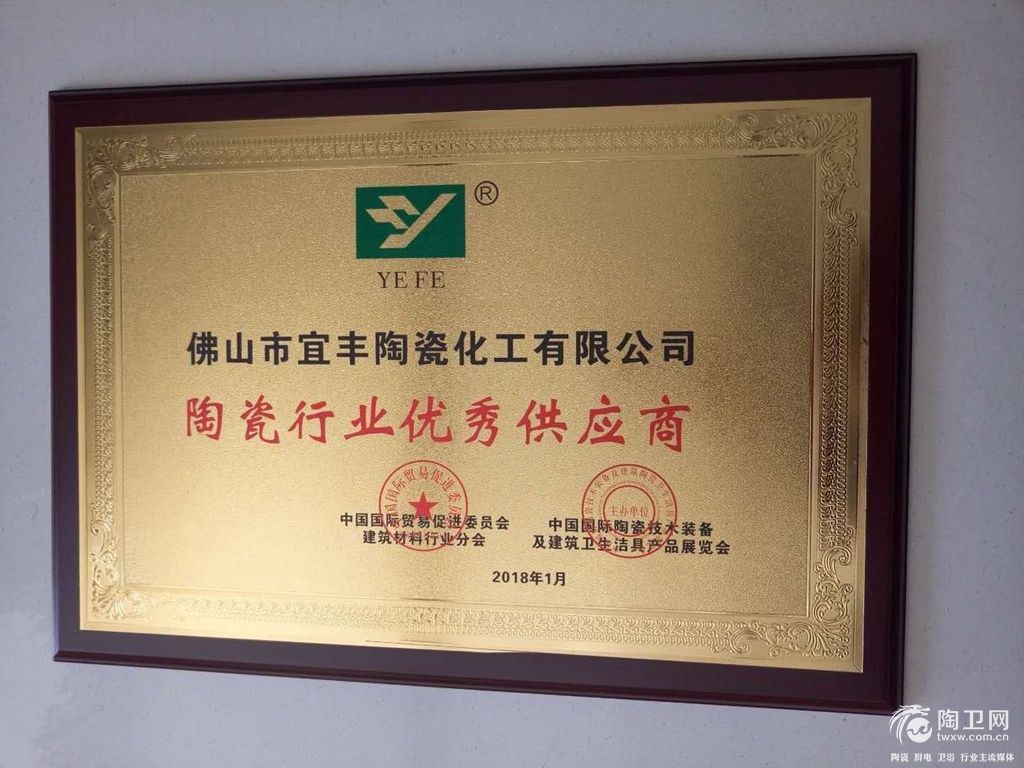 ®
YE FE
佛山市宜丰陶瓷化工有限公司
陶瓷行业优秀供应商
中国国际贸易促进委员会
建筑材料行业分会
主办单位
中国国际陶瓷技术装备
及建筑卫生洁具产品展览会
2018年1月
陶卫网
twxw.com.cn
陶瓷 厨电 卫浴 行业主流媒体